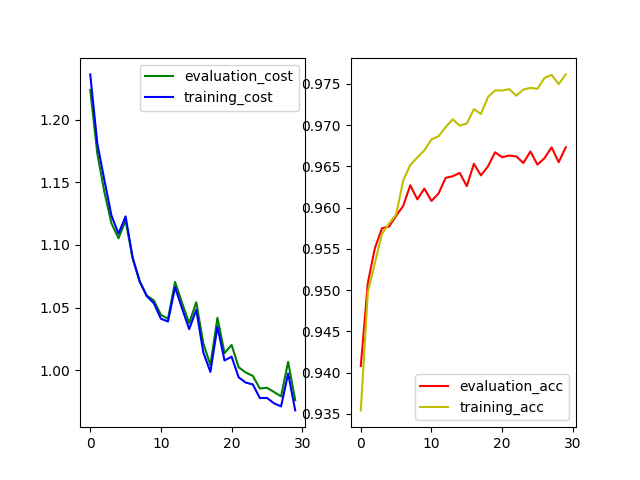 evaluation_cost
training_cost
1.20
1.15
1.10
1.05
1.00
0 10 20 30
0.975
0.970
0.965
0.960
0.955
0.950
0.945
0.940
0.935
evaluation_acc
training_acc
0 10 20 30